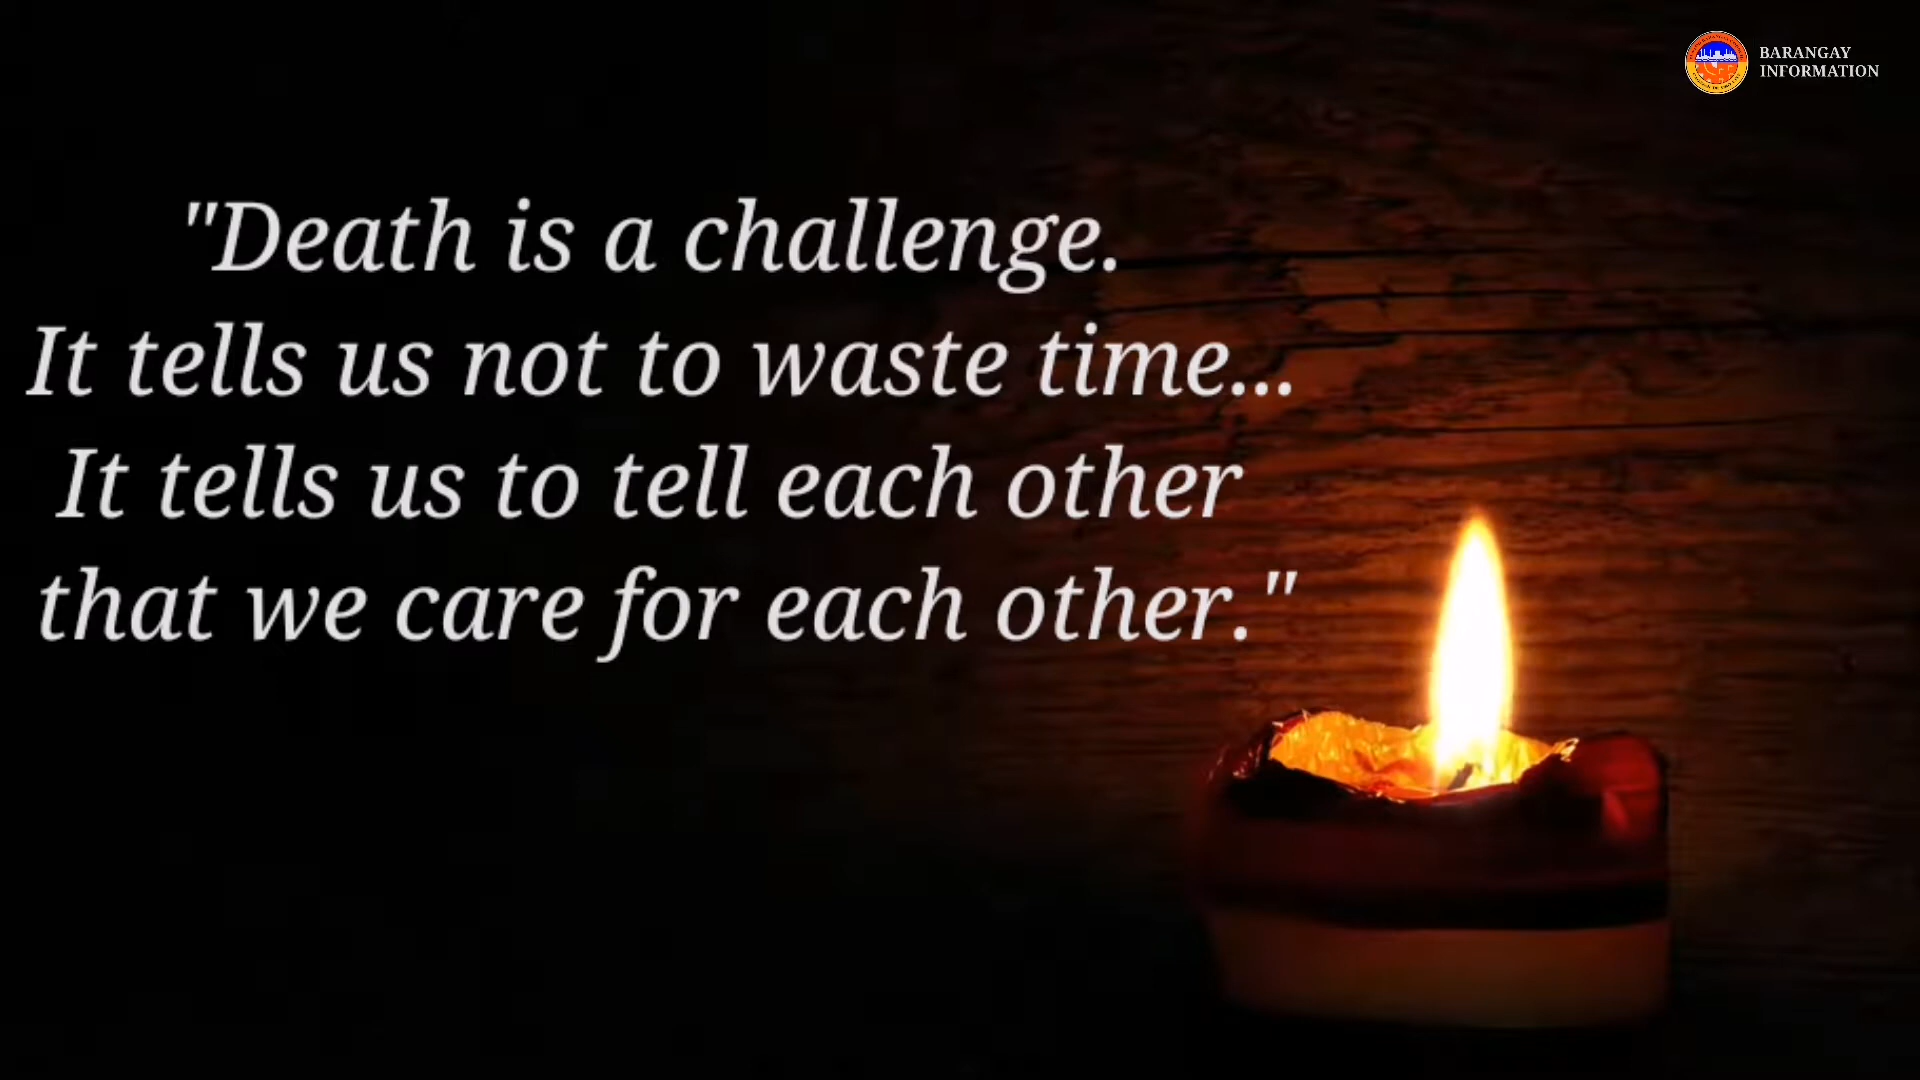 BARANGAY
INFORMATION
"Death is a challenge.
It tells us not to waste time...
It tells us to tell each other
that we care for each other."